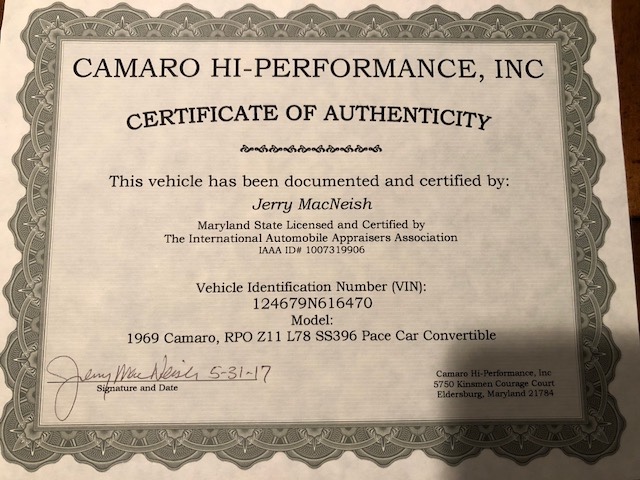 CAMARO HI-PERFORMANCE, INC
CERTIFICATE OF AUTHENTICITY
This vehicle has been documented and certified by:
Jerry MacNeish
Maryland State Licensed and Certified by
The International Automobile Appraisers Association
IAAA ID# 1007319906
Vehicle Identification Number (VIN):
124679N616470
Model:
1969 Camaro, RPO Z11 L78 SS396 Pace Car Convertible
Jerry MacNeish 5-31-17
Signature and Date
Camaro Hi-Performance, Inc
5750 Kinsmen Courage Court
Eldersburg, Maryland 21784